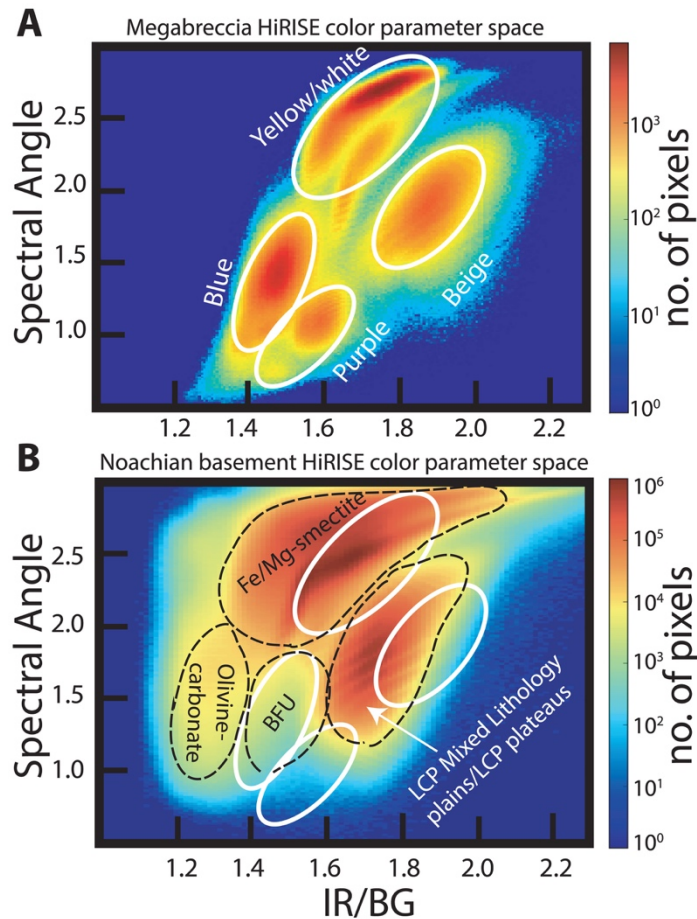 A
Megabreccia HiRISE color parameter space
Spectral Angle
2.5
2.0
1.5
1.0
Yellow/white
Blue
Purple
Beige
1.2
1.4
1.6
1.8
2.0
2.2
10³
10²
10¹
10⁰
no. of pixels
B
Noachian basement HiRISE color parameter space
Spectral Angle
2.5
2.0
1.5
1.0
Fe/Mg-smectite
Olivine-
carbonate
BFU
LCP Mixed Lithology
plains/LCP plateaus
1.2
1.4
1.6
1.8
2.0
2.2
IR/BG
10⁶
10⁵
10⁴
10³
10²
10¹
10⁰
no. of pixels